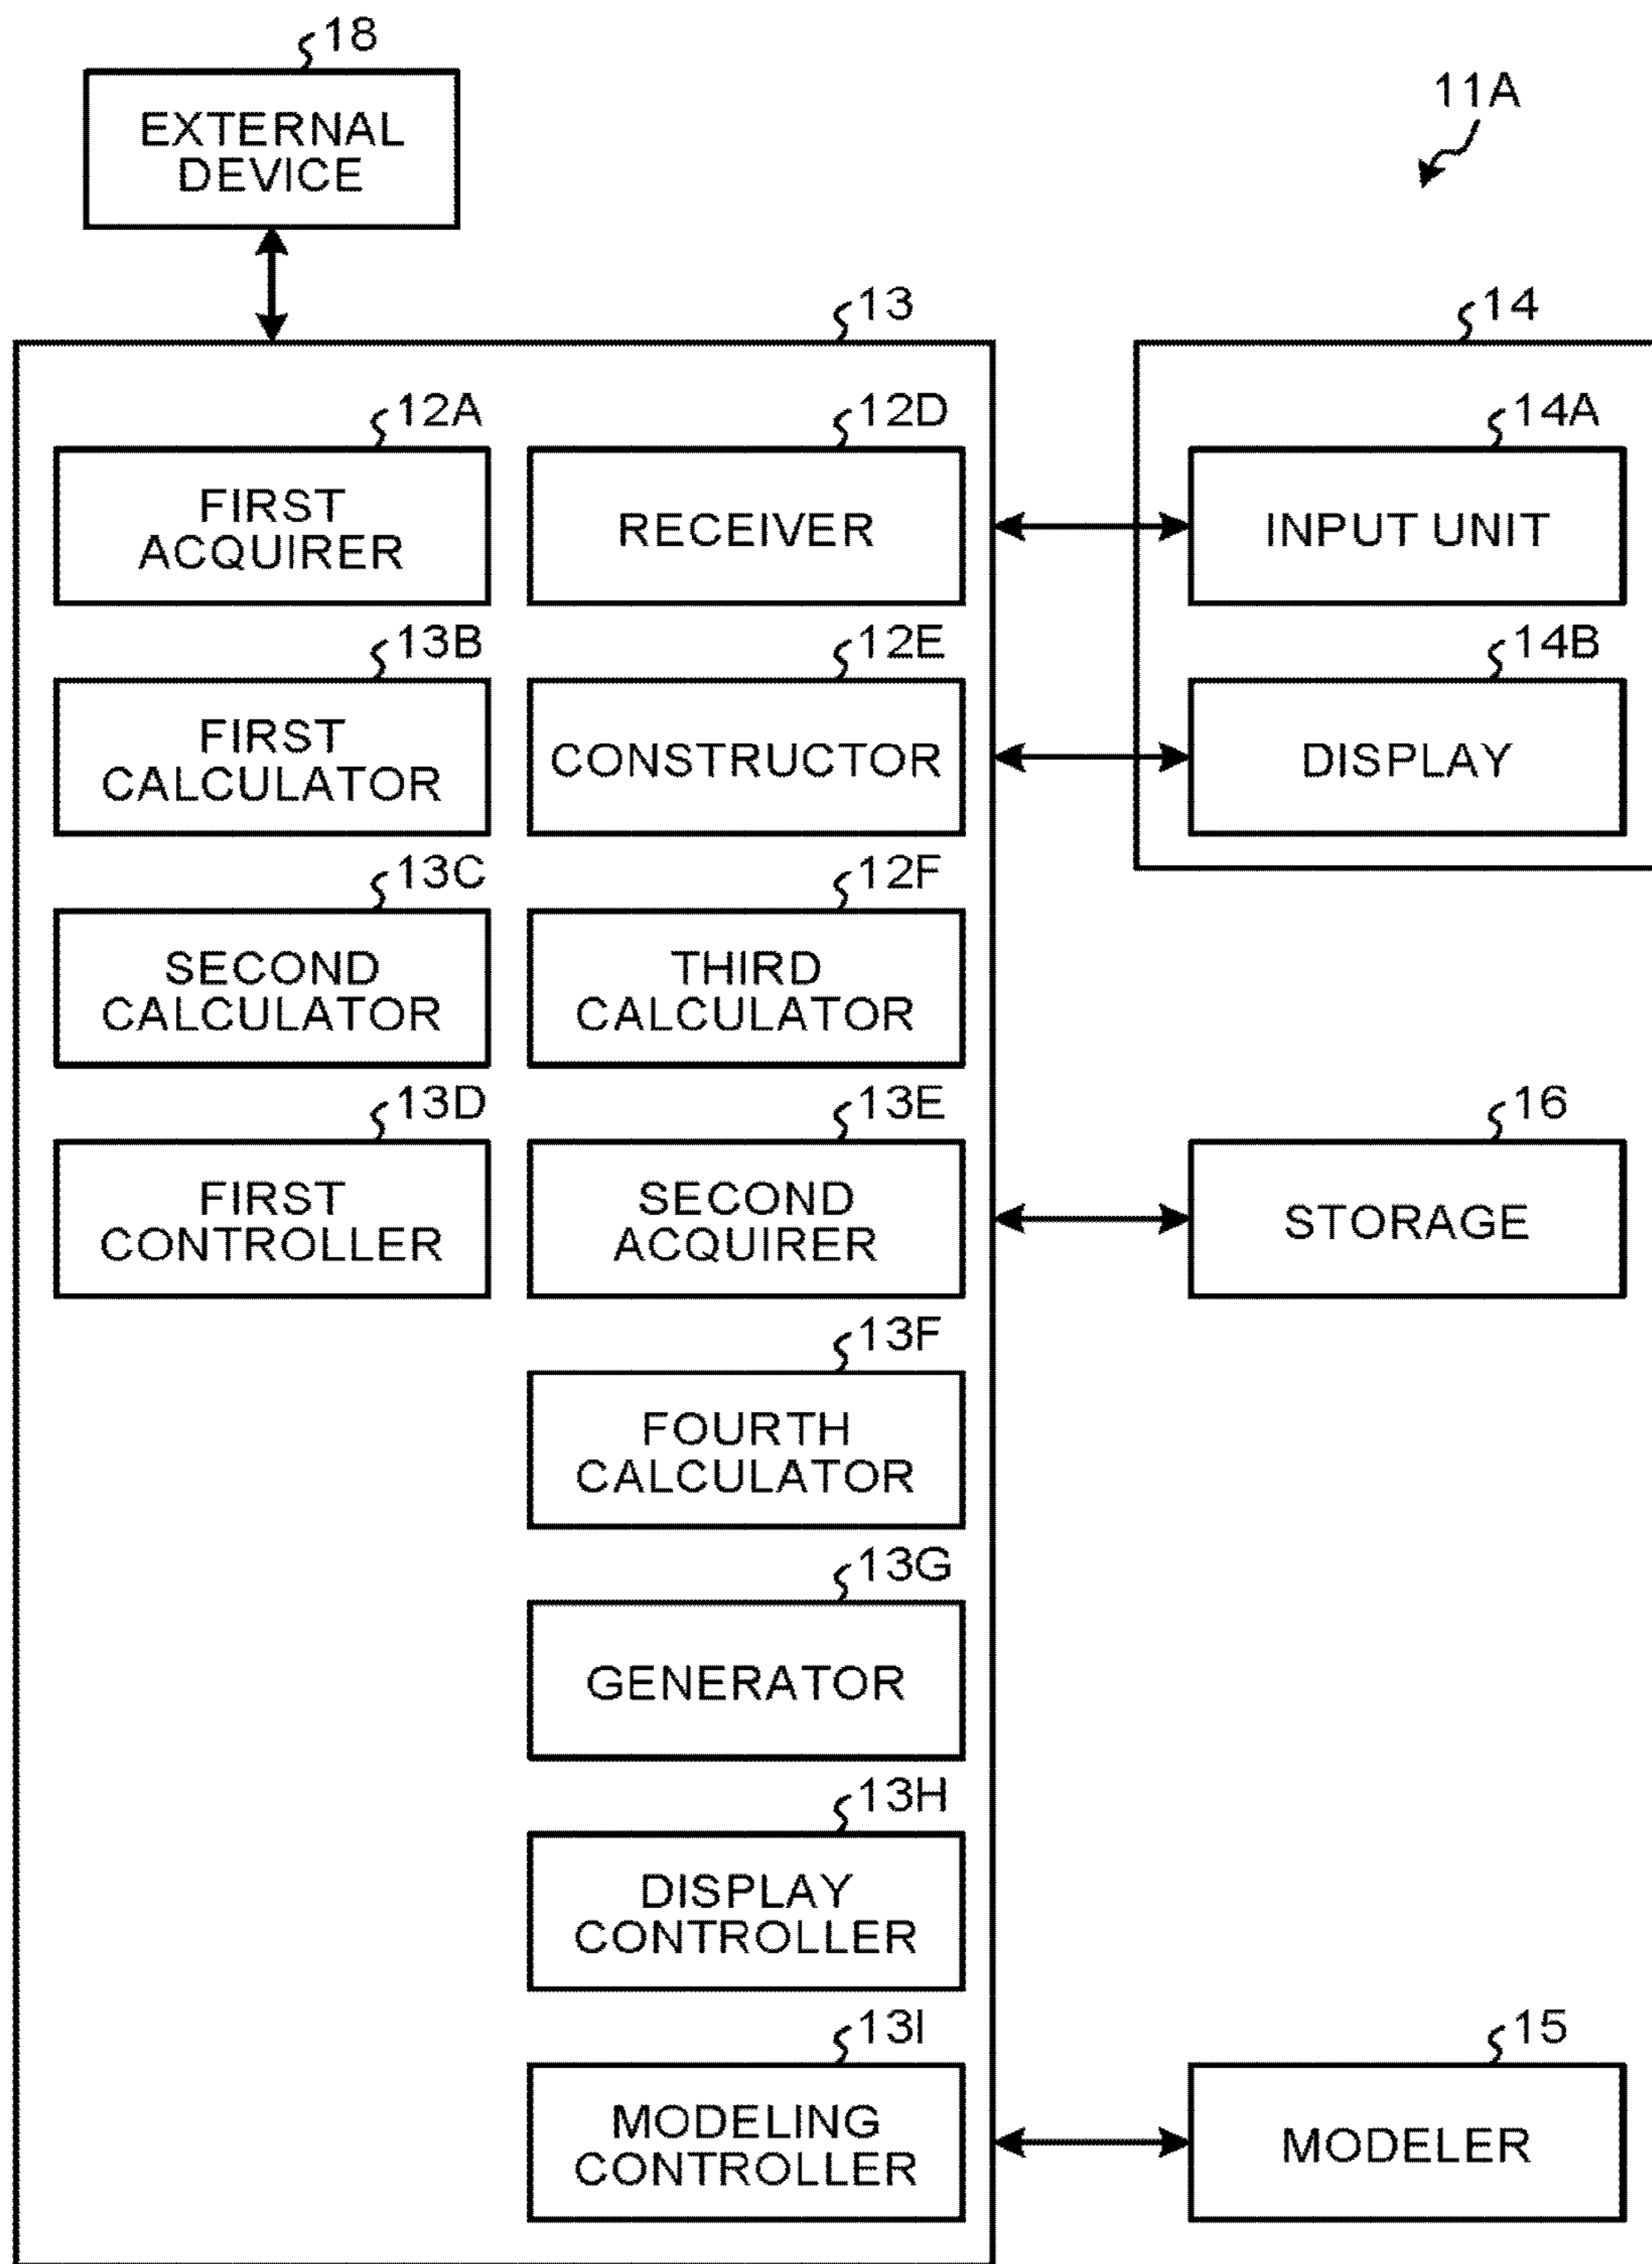 18
EXTERNAL
DEVICE
11A
13
14
12A
12D
14A
FIRST
ACQUIRER
RECEIVER
INPUT UNIT
13B
12E
14B
FIRST
CALCULATOR
CONSTRUCTOR
DISPLAY
13C
12F
SECOND
CALCULATOR
THIRD
CALCULATOR
13D
13E
16
FIRST
CONTROLLER
SECOND
ACQUIRER
STORAGE
13F
FOURTH
CALCULATOR
13G
GENERATOR
13H
DISPLAY
CONTROLLER
13I
15
MODELING
CONTROLLER
MODELER